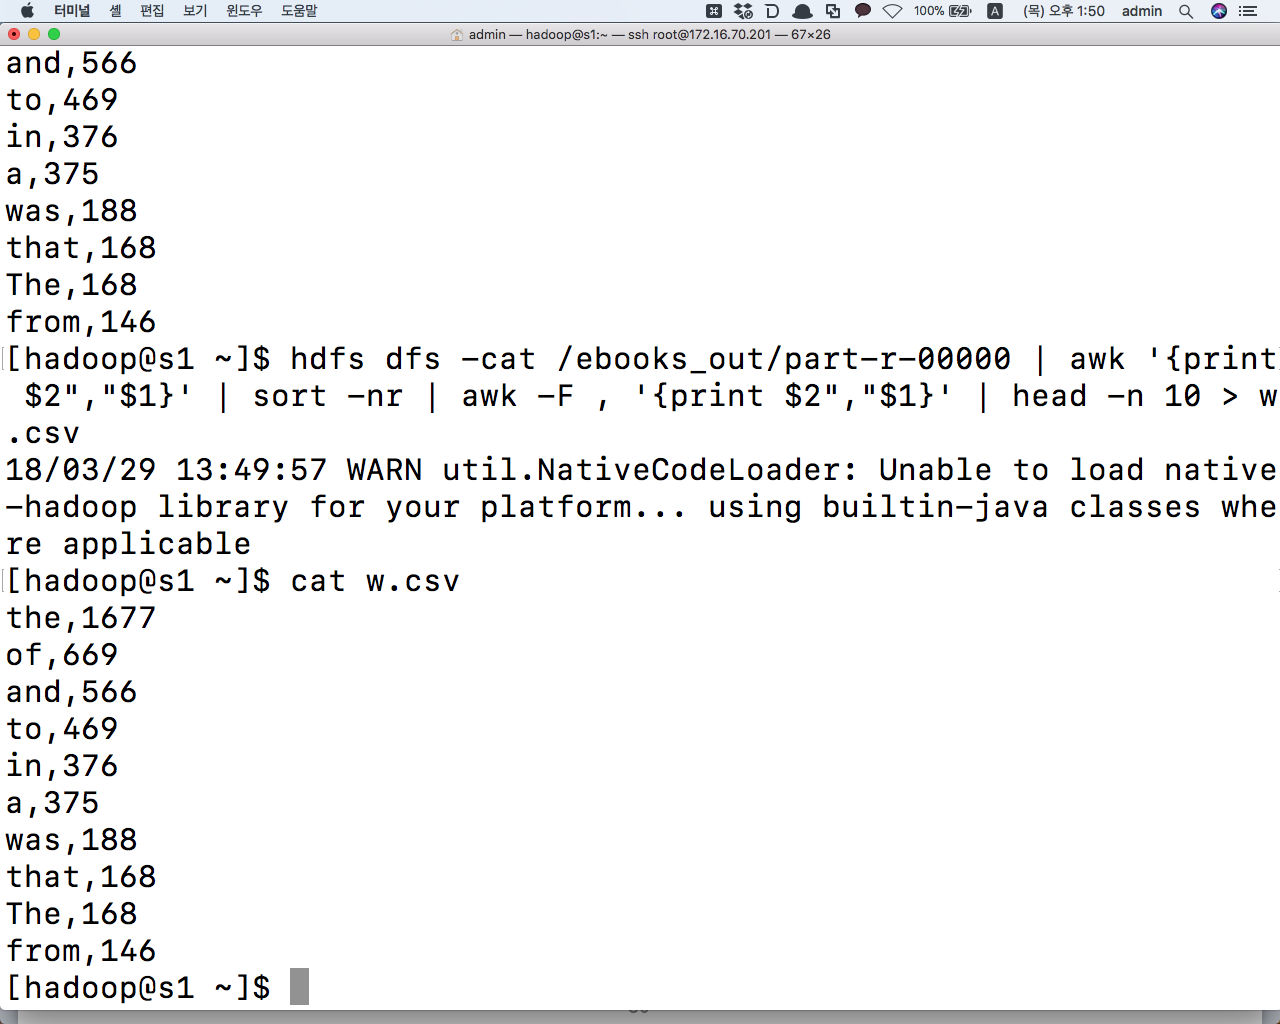 터미널 셸 편집 보기 윈도우 도움말 100% A (목) 오후 1:50 admin
admin — hadoop@s1:~ — ssh root@172.16.70.201 — 67×26
and,566
to,469
in,376
a,375
was,188
that,168
The,168
from,146
[hadoop@s1 ~]$ hdfs dfs -cat /ebooks_out/part-r-00000 | awk '{print
$2","$1}' | sort -nr | awk -F , '{print $2","$1}' | head -n 10 > w
.csv
18/03/29 13:49:57 WARN util.NativeCodeLoader: Unable to load native
-hadoop library for your platform... using builtin-java classes whe
re applicable
[hadoop@s1 ~]$ cat w.csv
the,1677
of,669
and,566
to,469
in,376
a,375
was,188
that,168
The,168
from,146
[hadoop@s1 ~]$